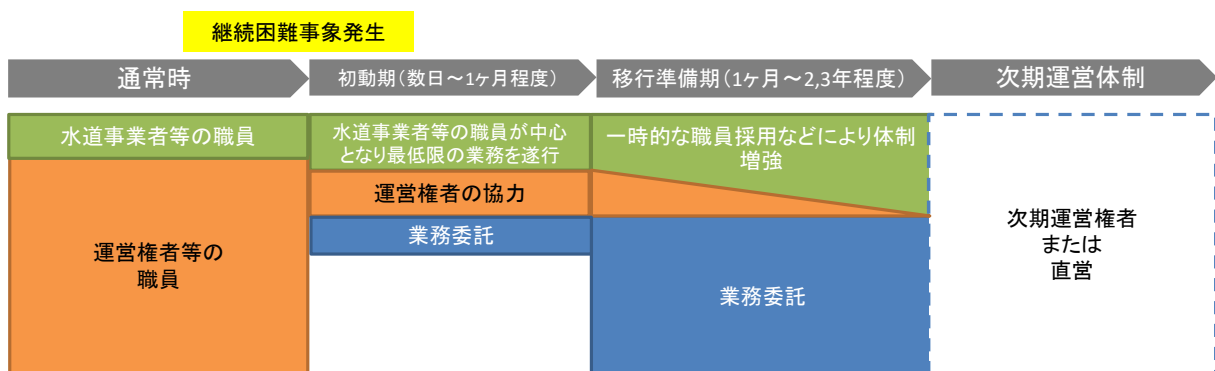 継続困難事象発生
通常時
初動期(数日～1ヶ月程度)
移行準備期(1ヶ月～2,3年程度)
次期運営体制
水道事業者等の職員
水道事業者等の職員が中心
となり最低限の業務を遂行
一時的な職員採用などにより体制
増強
運営権者の協力
業務委託
運営権者等の
職員
業務委託
次期運営権者
または
直営